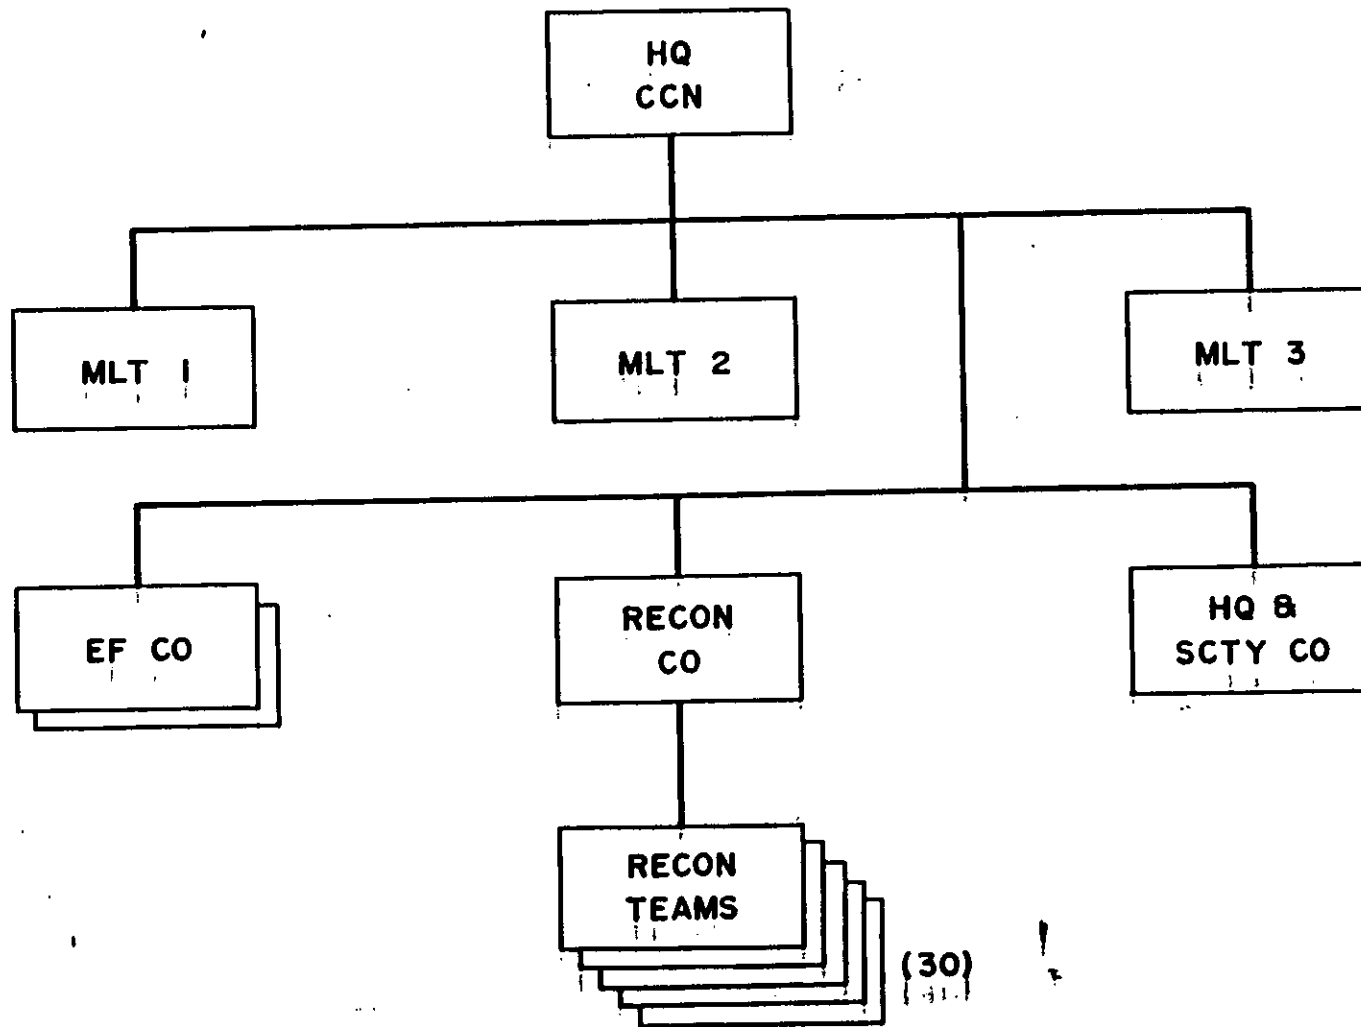 HQ
CCN
MLT 1
MLT 2
MLT 3
EF CO
RECON
CO
HQ &
SCTY CO
RECON
TEAMS
(30)